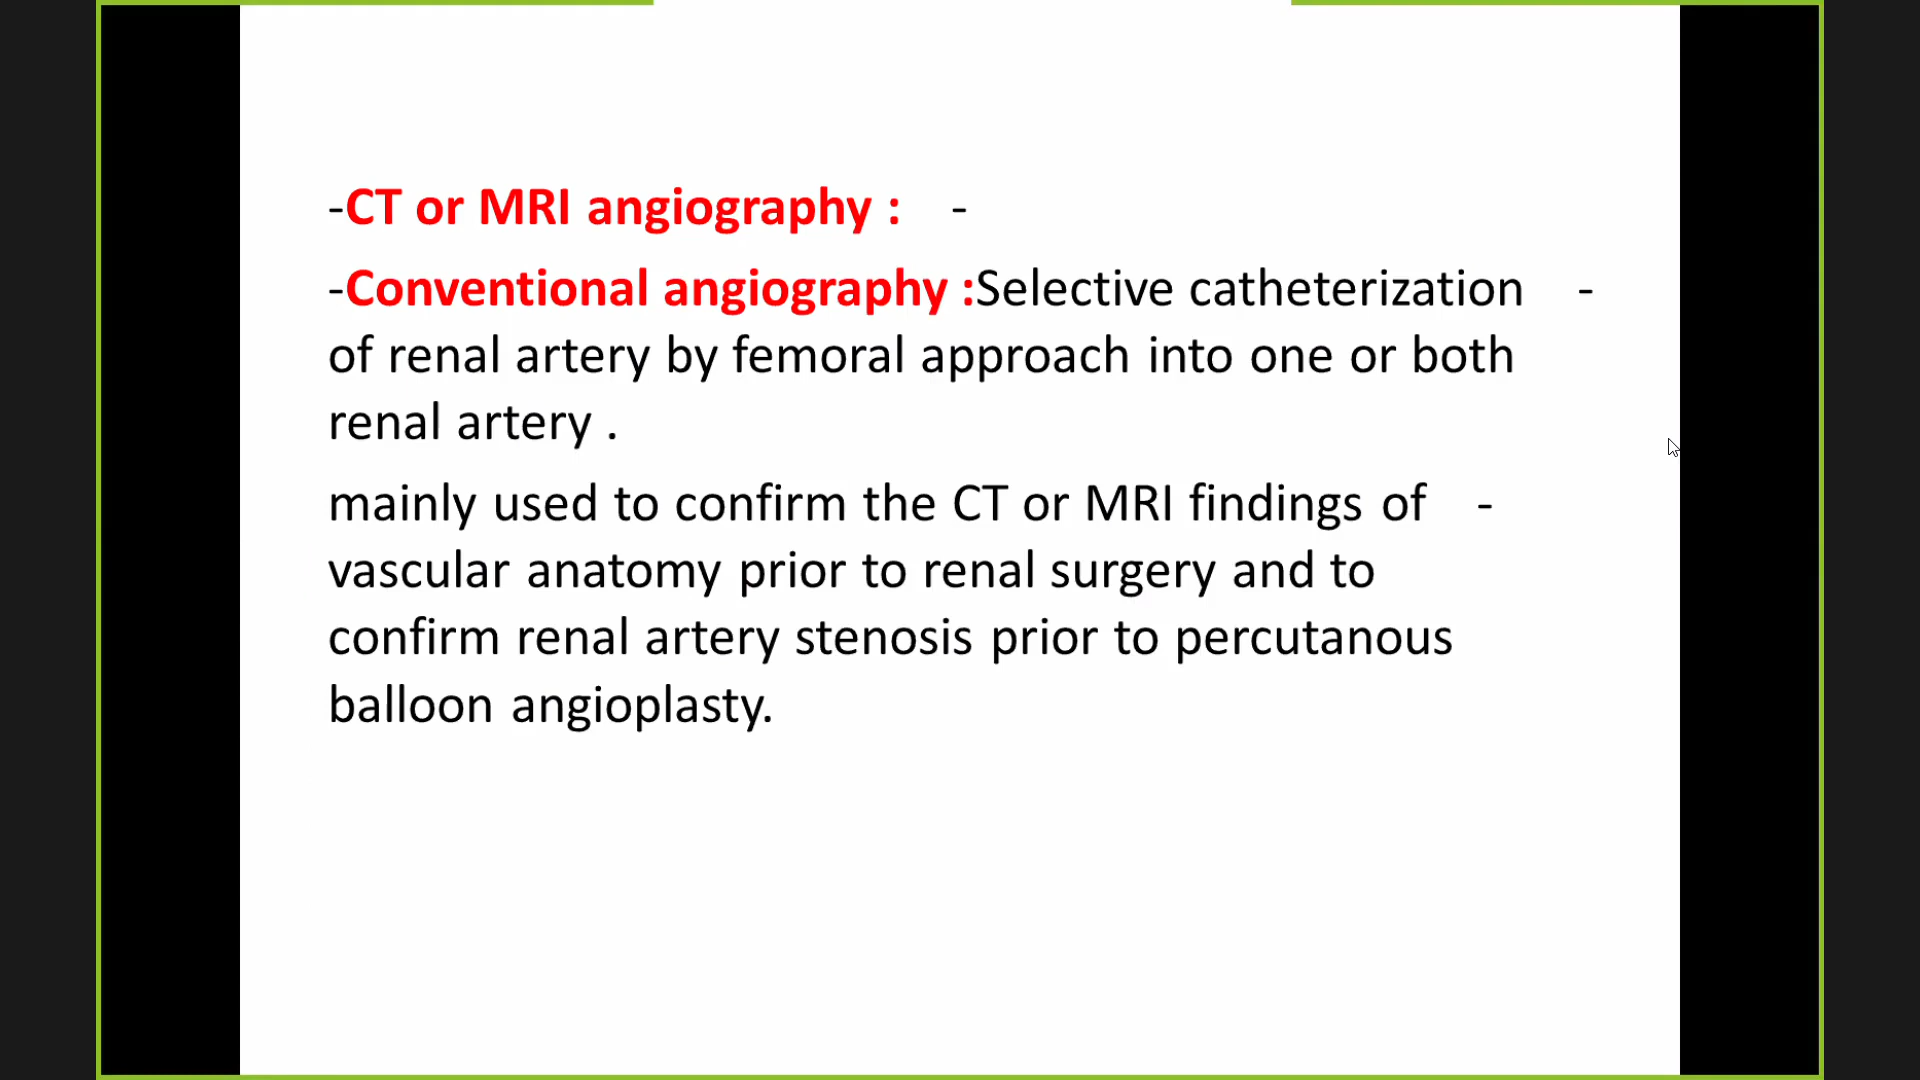 -CT or MRI angiography :   -
-Conventional angiography :Selective catheterization   -
of renal artery by femoral approach into one or both
renal artery .
mainly used to confirm the CT or MRI findings of   -
vascular anatomy prior to renal surgery and to
confirm renal artery stenosis prior to percutanous
balloon angioplasty.